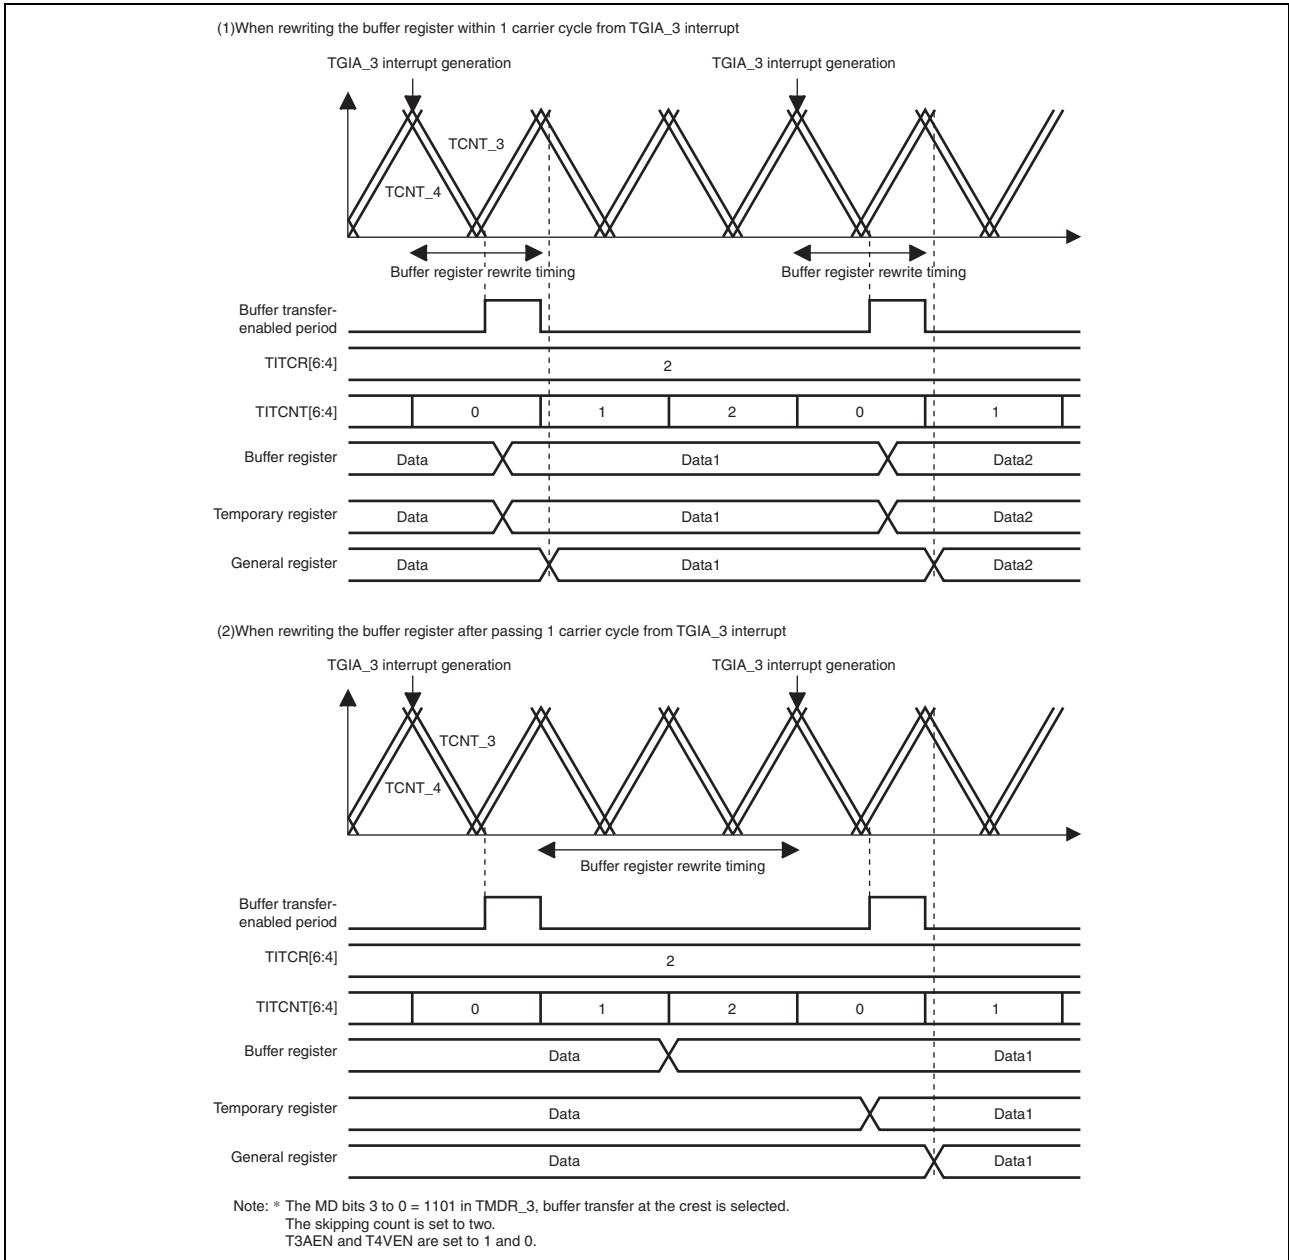 (1)When rewriting the buffer register within 1 carrier cycle from TGIA_3 interrupt
TGIA_3 interrupt generation
TGIA_3 interrupt generation
TCNT_3
TCNT_4
Buffer register rewrite timing
Buffer register rewrite timing
Buffer transfer-
enabled period
TITCR[6:4]
2
TITCNT[6:4]
0
1
2
0
1
Buffer register
Data
Data1
Data2
Temporary register
Data
Data1
Data2
General register
Data
Data1
Data2
(2)When rewriting the buffer register after passing 1 carrier cycle from TGIA_3 interrupt
TGIA_3 interrupt generation
TGIA_3 interrupt generation
TCNT_3
TCNT_4
Buffer register rewrite timing
Buffer transfer-
enabled period
TITCR[6:4]
2
TITCNT[6:4]
0
1
2
0
1
Buffer register
Data
Data1
Temporary register
Data
Data1
General register
Data
Data1
Note: * The MD bits 3 to 0 = 1101 in TMDR_3, buffer transfer at the crest is selected.
The skipping count is set to two.
T3AEN and T4VEN are set to 1 and 0.